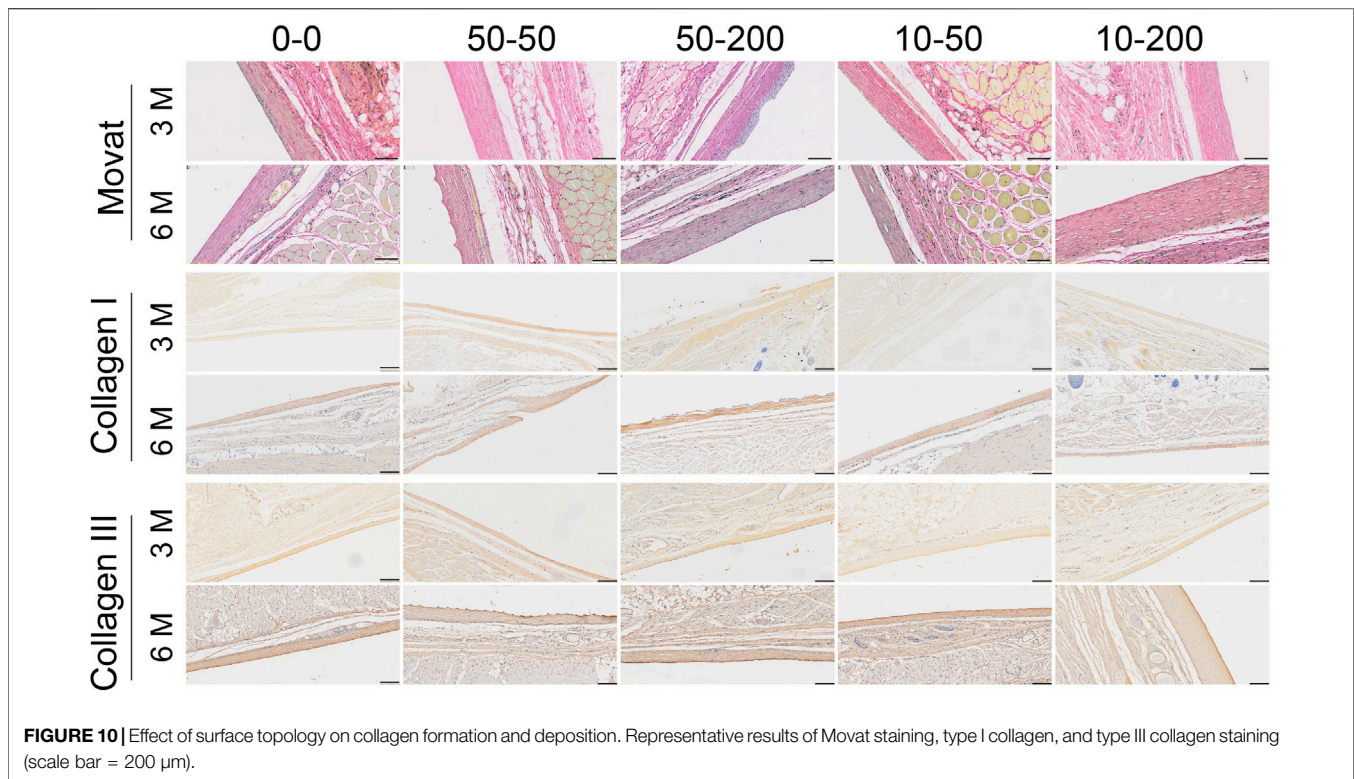 0-0 50-50 50-200 10-50 10-200
Movat
3 M
6 M
Collagen I
3 M
6 M
Collagen III
3 M
6 M
FIGURE 10 | Effect of surface topology on collagen formation and deposition. Representative results of Movat staining, type I collagen, and type III collagen staining
(scale bar = 200 µm).